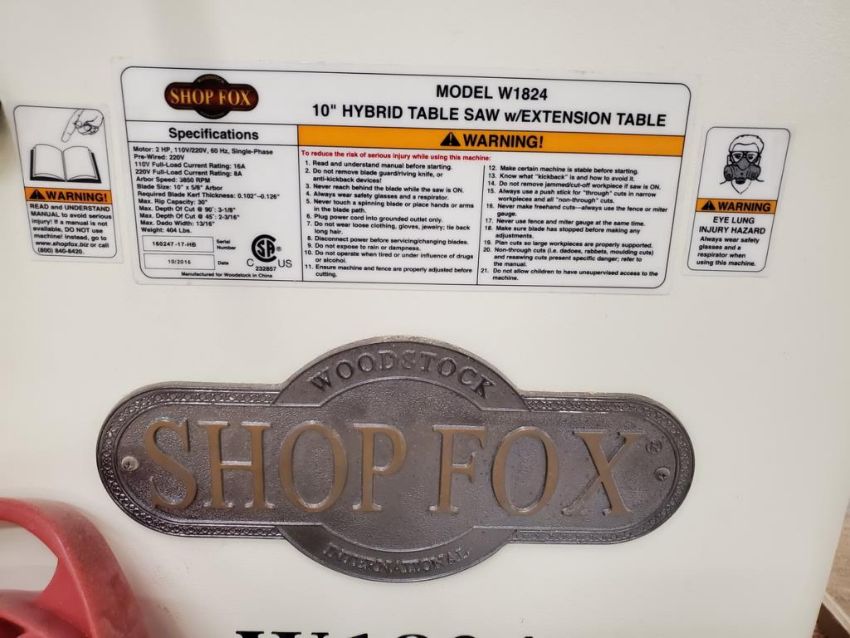 SHOP FOX
MODEL W1824
10" HYBRID TABLE SAW w/EXTENSION TABLE
Specifications
Motor: 2 HP, 110V/220V, 60 Hz, Single-Phase
Pre-Wired: 220V
110V Full-Load Current Rating: 16A
220V Full-Load Current Rating: 8A
Arbor Speed: 3850 RPM
Blade Size: 10" x 5/8" Arbor
Required Blade Kerf Thickness: 0.102"–0.126"
Max. Rip Capacity: 30"
Max. Depth Of Cut @ 90˚: 3-1/8"
Max. Depth Of Cut @ 45˚: 2-3/16"
Max. Dado Width: 13/16"
Weight: 404 Lbs.
160247-17-HB
Serial
Number
10/2016
Date
SA
C US
232857
Manufactured for Woodstock in China
WARNING!
To reduce the risk of serious injury while using this machine:
1. Read and understand manual before starting.
2. Do not remove blade guard/riving knife, or
anti-kickback devices!
3. Never reach behind the blade while the saw is ON.
4. Always wear safety glasses and a respirator.
5. Never touch a spinning blade or place hands or arms
in the blade path.
6. Plug power cord into grounded outlet only.
7. Do not wear loose clothing, gloves, jewelry; tie back
long hair.
8. Disconnect power before servicing/changing blades.
9. Do not expose to rain or dampness.
10. Do not operate when tired or under influence of drugs
or alcohol.
11. Ensure machine and fence are properly adjusted before
cutting.
12. Make certain machine is stable before starting.
13. Know what "kickback" is and how to avoid it.
14. Do not remove jammed/cut-off workpiece if saw is ON.
15. Always use a push stick for "through" cuts in narrow
workpieces and all "non-through" cuts.
16. Never make freehand cuts—always use the fence or miter
gauge.
17. Never use fence and miter gauge at the same time.
18. Make sure blade has stopped before making any
adjustments.
19. Plan cuts so large workpieces are properly supported.
20. Non-through cuts (i.e. dadoes, rabbets, moulding cuts)
and resawing cuts present specific danger; refer to
the manual.
21. Do not allow children to have unsupervised access to the
machine.
WARNING!
READ and UNDERSTAND
MANUAL to avoid serious
injury! If a manual is not
available, DO NOT use
machine! Instead, go to
www.shopfox.biz or call
(800) 840-8420.
WARNING
EYE LUNG
INJURY HAZARD
Always wear safety
glasses and a
respirator when
using this machine.
WOODSTOCK
SHOP FOX®
INTERNATIONAL
W1824